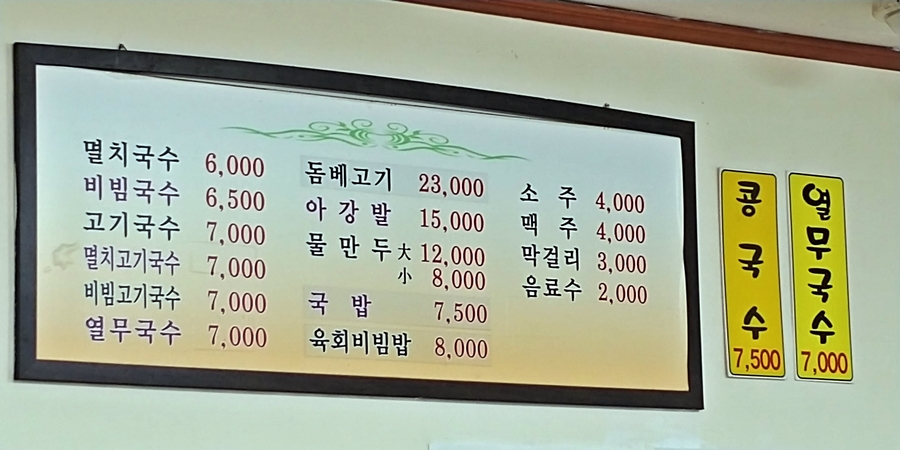 멸치국수 6,000
비빔국수 6,500
고기국수 7,000
멸치고기국수 7,000
비빔고기국수 7,000
열무국수 7,000
돔베고기 23,000
아강발 15,000
물만두 大 12,000
小 8,000
국밥 7,500
육회비빔밥 8,000
소주 4,000
맥주 4,000
막걸리 3,000
음료수 2,000
콩국수
7,500
열무국수
7,000